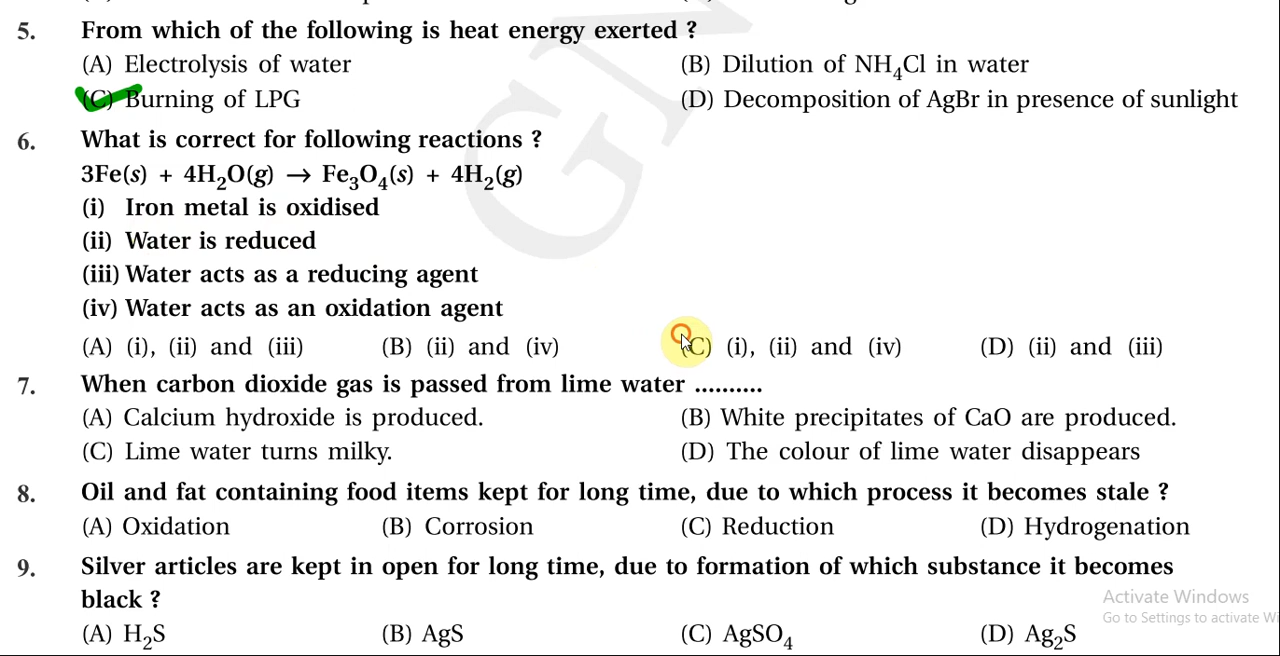 5. From which of the following is heat energy exerted ?
(A) Electrolysis of water (B) Dilution of NH₄Cl in water
(C) Burning of LPG (D) Decomposition of AgBr in presence of sunlight
6. What is correct for following reactions ?
3Fe(s) + 4H₂O(g) → Fe₃O₄(s) + 4H₂(g)
(i) Iron metal is oxidised
(ii) Water is reduced
(iii) Water acts as a reducing agent
(iv) Water acts as an oxidation agent
(A) (i), (ii) and (iii) (B) (ii) and (iv) (C) (i), (ii) and (iv) (D) (ii) and (iii)
7. When carbon dioxide gas is passed from lime water ..........
(A) Calcium hydroxide is produced. (B) White precipitates of CaO are produced.
(C) Lime water turns milky. (D) The colour of lime water disappears
8. Oil and fat containing food items kept for long time, due to which process it becomes stale ?
(A) Oxidation (B) Corrosion (C) Reduction (D) Hydrogenation
9. Silver articles are kept in open for long time, due to formation of which substance it becomes
black ?
Activate Windows
Go to Settings to activate Wi
(A) H₂S (B) AgS (C) AgSO₄ (D) Ag₂S